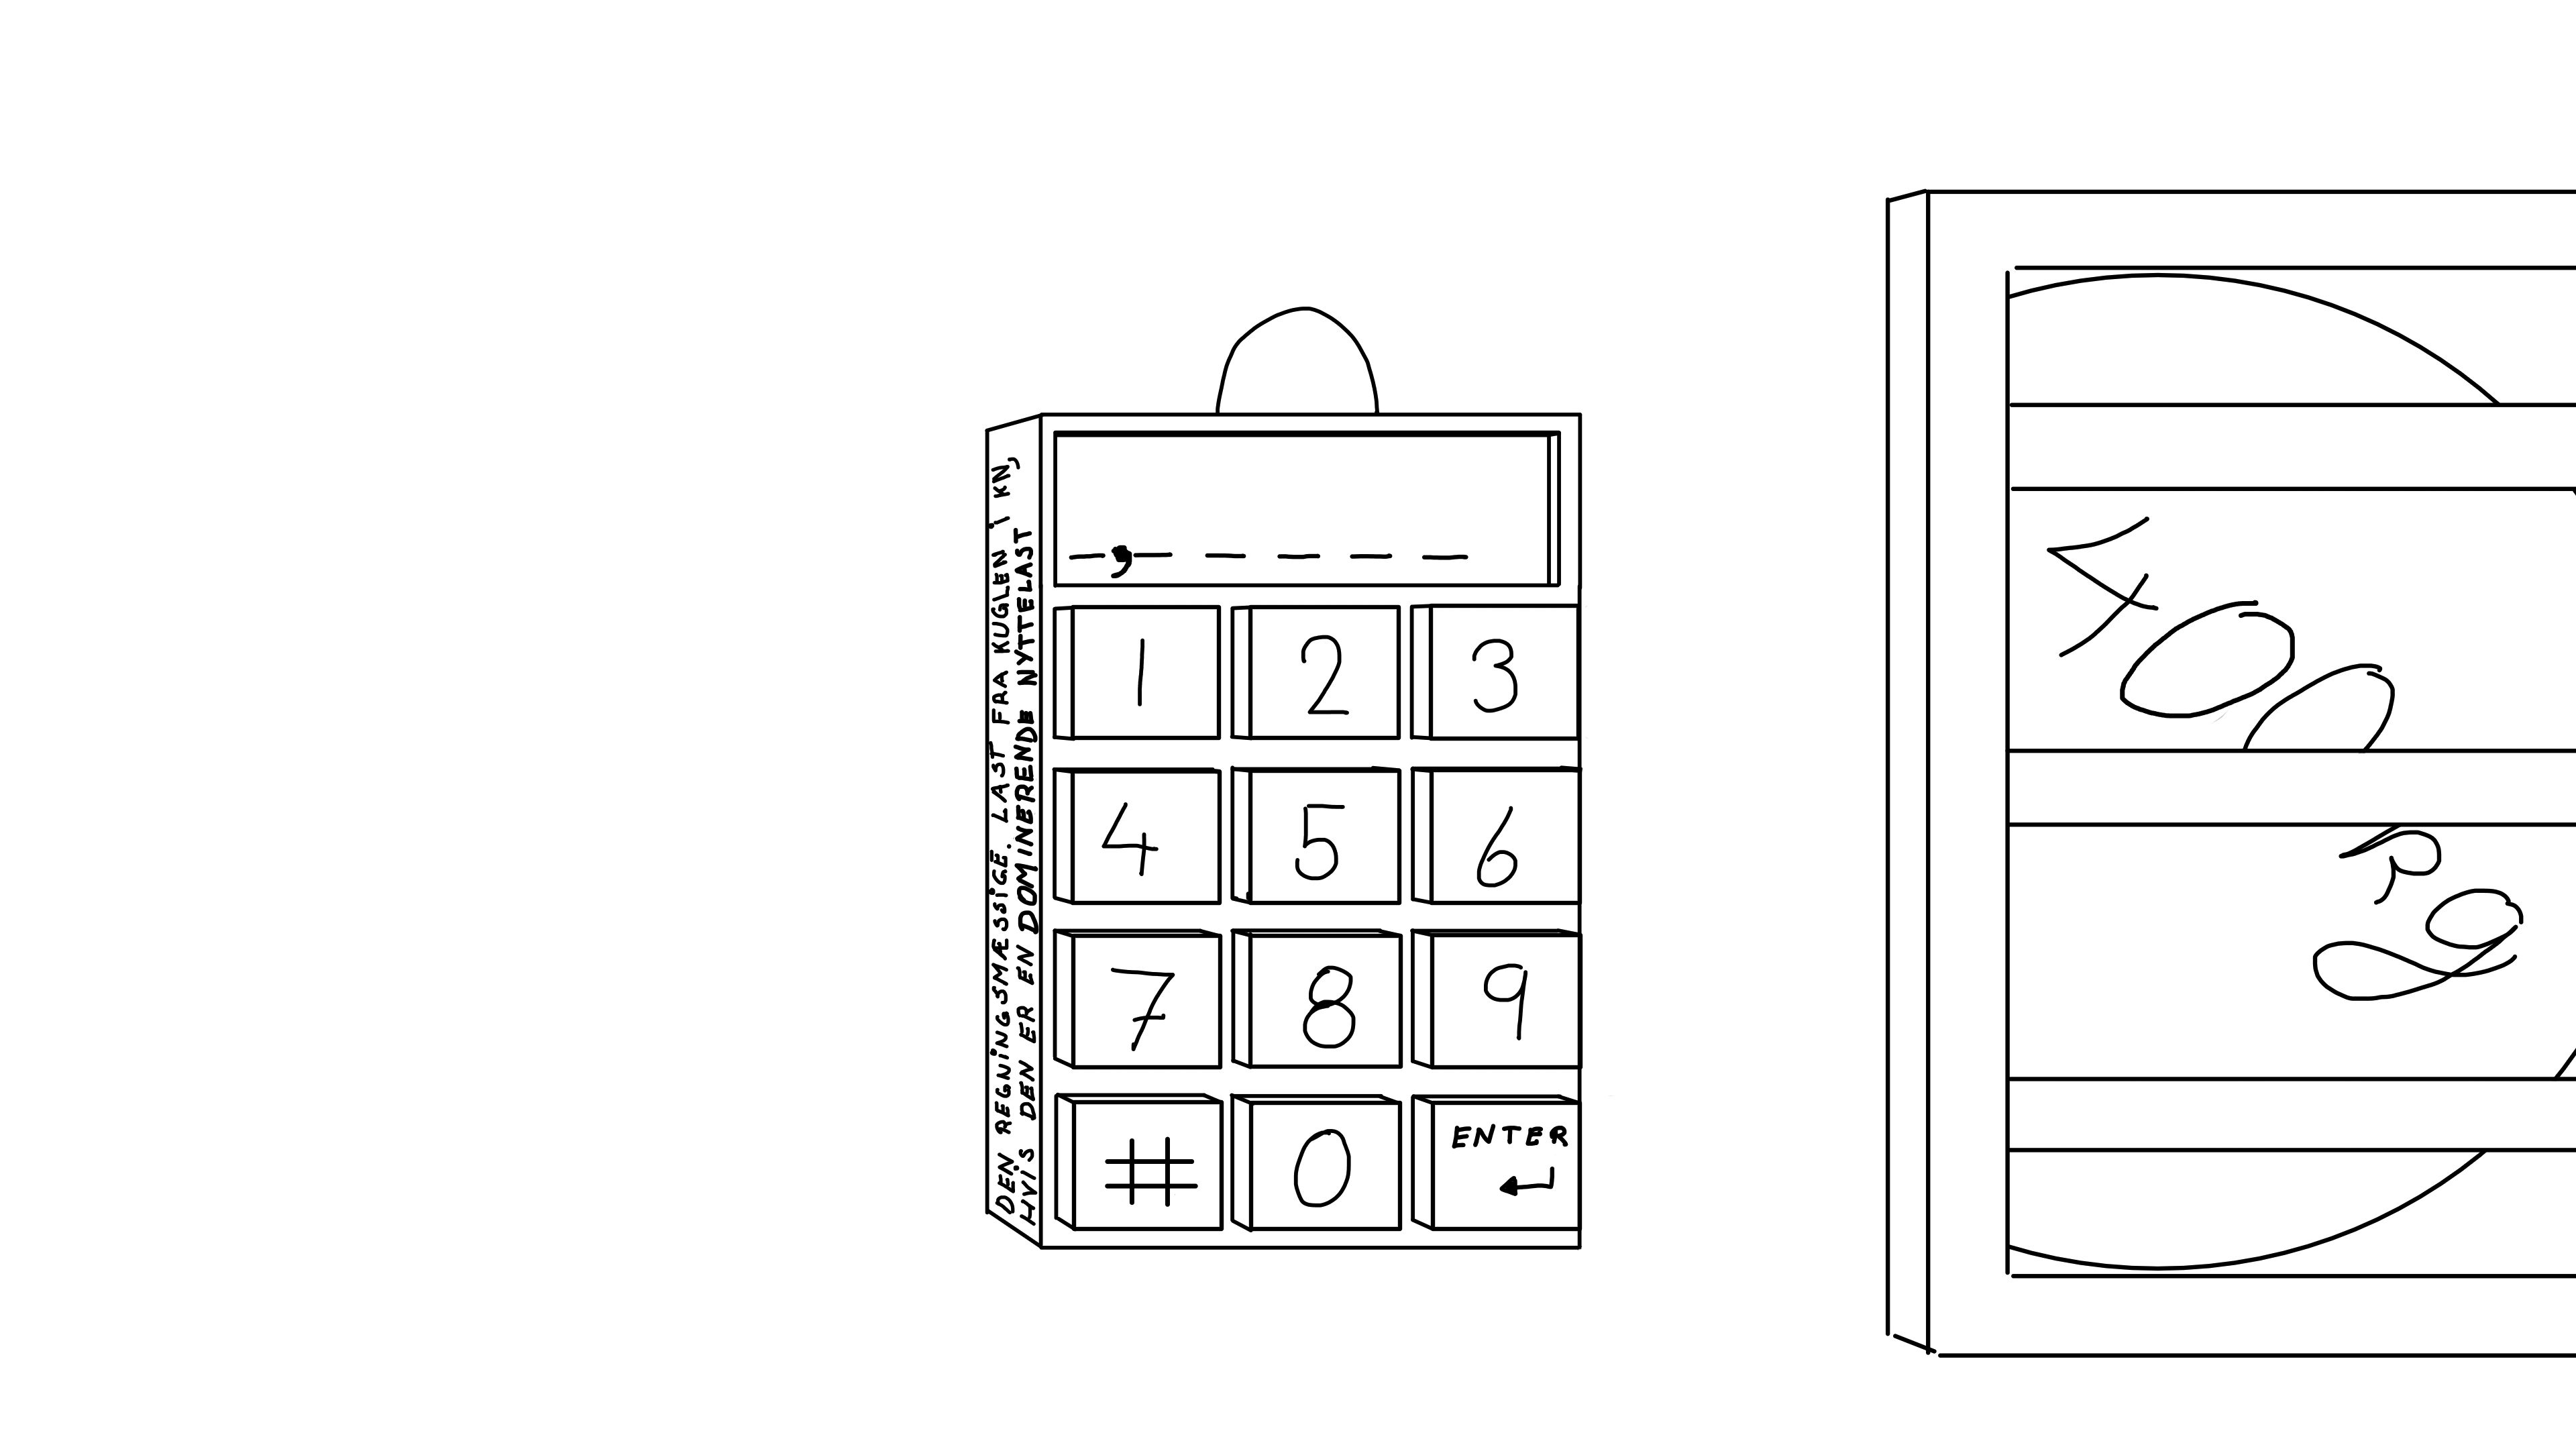 DEN REGNINGSMÆSSIGE. LAST FRA KUGLEN i KN,
HVIS DEN ER EN DOMINERENDE NYTTELAST
,
1 2 3
4 5 6
7 8 9
# 0 ENTER
400
kg